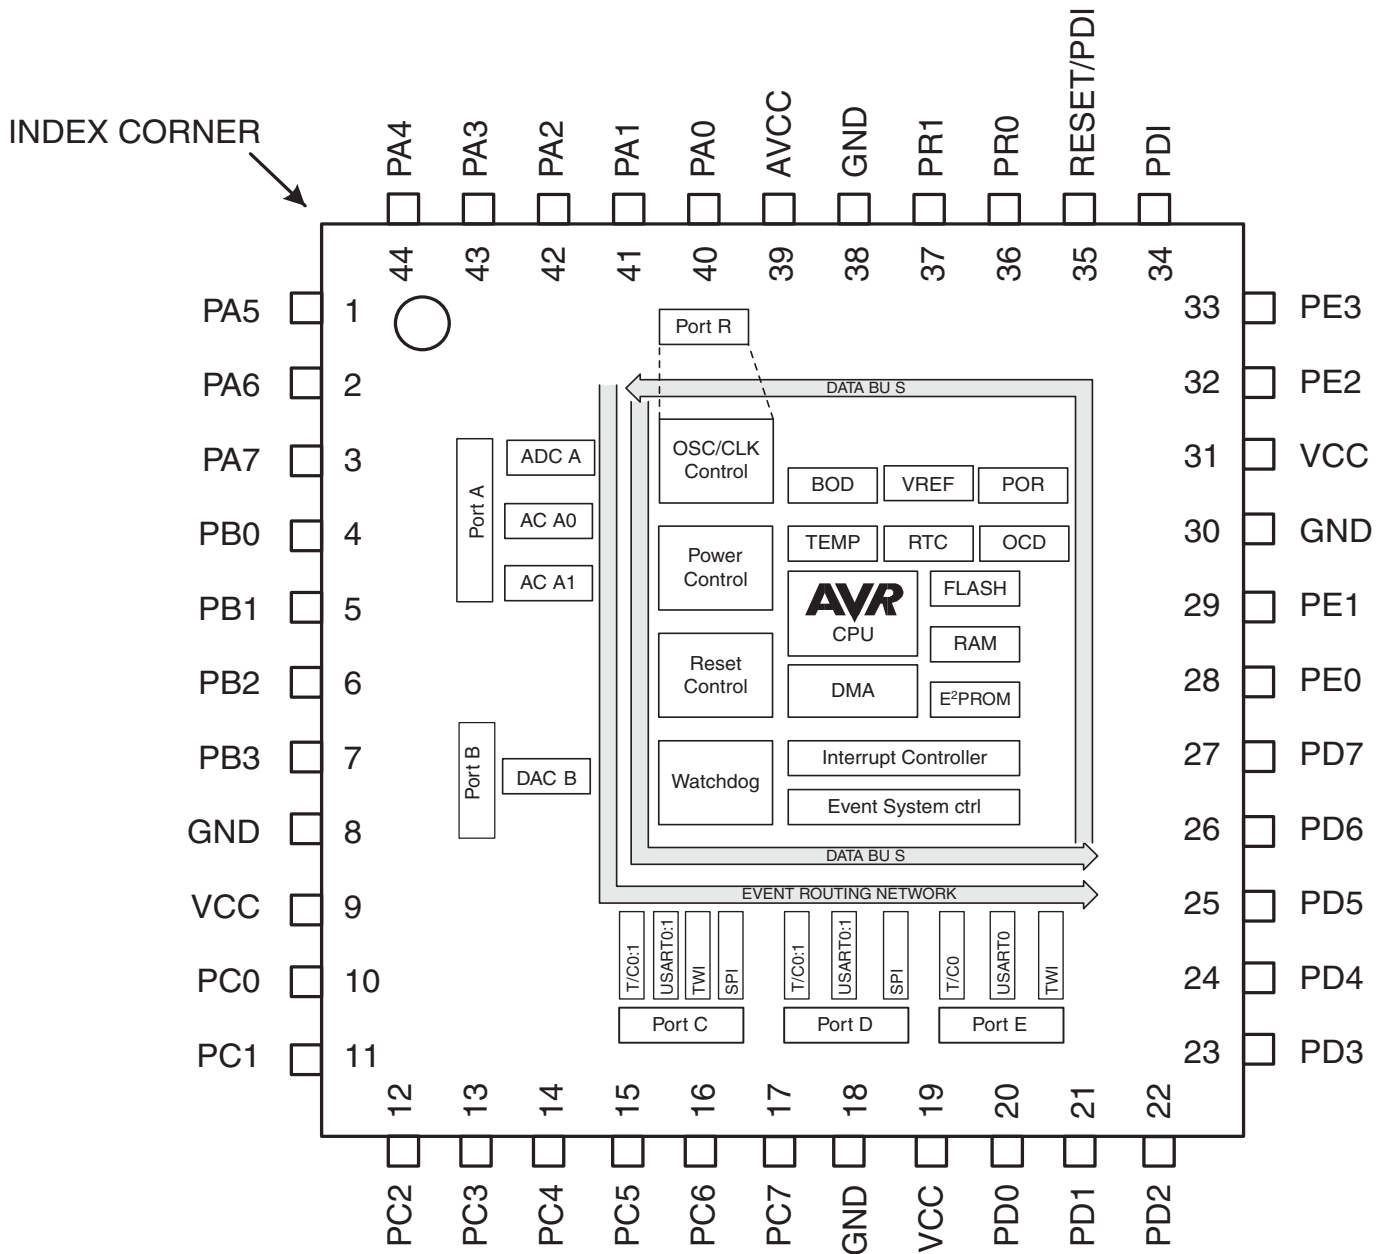 INDEX CORNER
PA4
PA3
PA2
PA1
PA0
AVCC
GND
PR1
PR0
RESET/PDI
PDI
44
43
42
41
40
39
38
37
36
35
34
PA5
1
PA6
2
PA7
3
PB0
4
PB1
5
PB2
6
PB3
7
GND
8
VCC
9
PC0
10
PC1
11
33
PE3
32
PE2
31
VCC
30
GND
29
PE1
28
PE0
27
PD7
26
PD6
25
PD5
24
PD4
23
PD3
Port R
DATA BU S
OSC/CLK
Control
BOD
VREF
POR
Power
Control
TEMP
RTC
OCD
AVR
CPU
FLASH
RAM
Reset
Control
DMA
E²PROM
Watchdog
Interrupt Controller
Event System ctrl
Port A
ADC A
AC A0
AC A1
Port B
DAC B
DATA BU S
EVENT ROUTING NETWORK
T/C0:1
USART0:1
TWI
SPI
T/C0:1
USART0:1
SPI
T/C0
USART0
TWI
Port C
Port D
Port E
12
13
14
15
16
17
18
19
20
21
22
PC2
PC3
PC4
PC5
PC6
PC7
GND
VCC
PD0
PD1
PD2